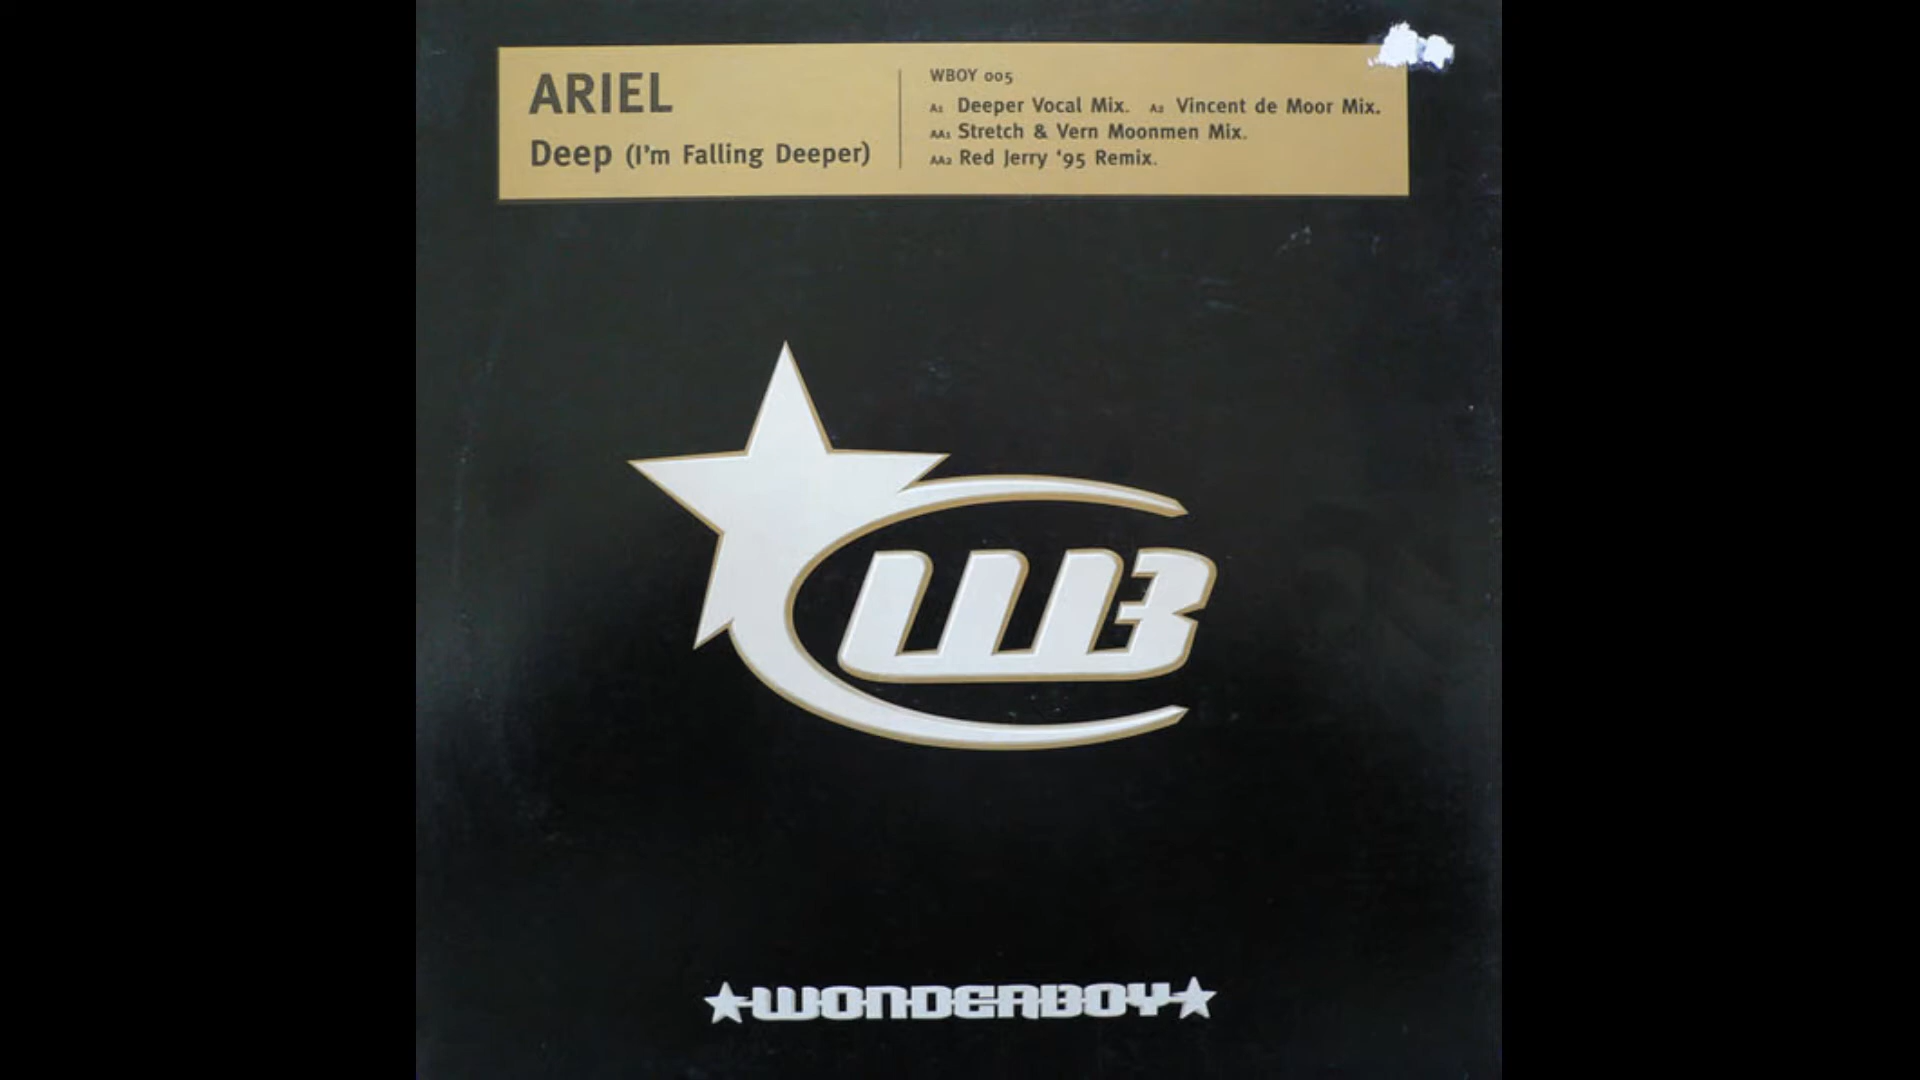 ARIEL
Deep (I'm Falling Deeper)
WBOY 005
A1 Deeper Vocal Mix. A2 Vincent de Moor Mix.
AA1 Stretch & Vern Moonmen Mix.
AA2 Red Jerry '95 Remix.
WB
WONDERBOY